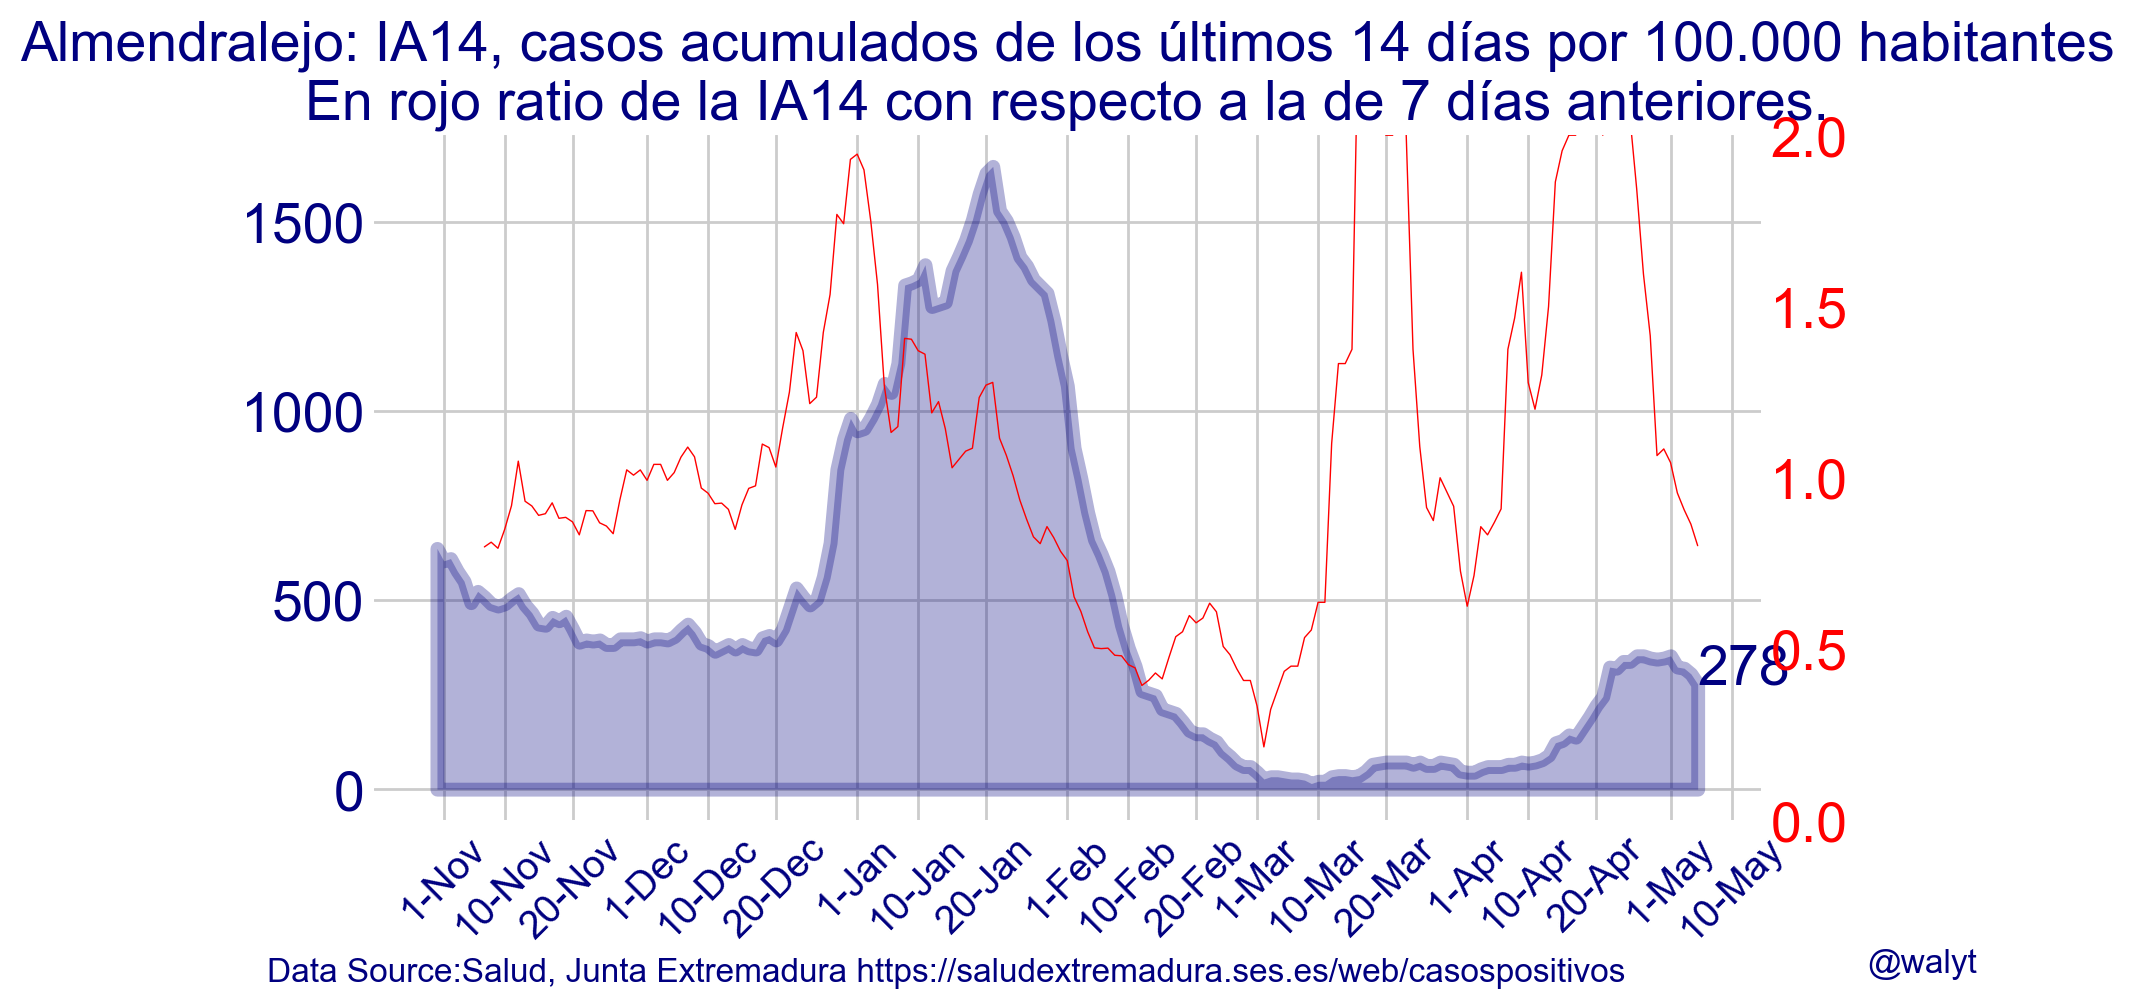 Almendralejo: IA14, casos acumulados de los últimos 14 días por 100.000 habitantes
En rojo ratio de la IA14 con respecto a la de 7 días anteriores.
2.0
1500
1.5
1000
1.0
500
0.5
278
0
0.0
1-Nov
10-Nov
20-Nov
1-Dec
10-Dec
20-Dec
1-Jan
10-Jan
20-Jan
1-Feb
10-Feb
20-Feb
1-Mar
10-Mar
20-Mar
1-Apr
10-Apr
20-Apr
1-May
10-May
Data Source:Salud, Junta Extremadura https://saludextremadura.ses.es/web/casospositivos
@walyt